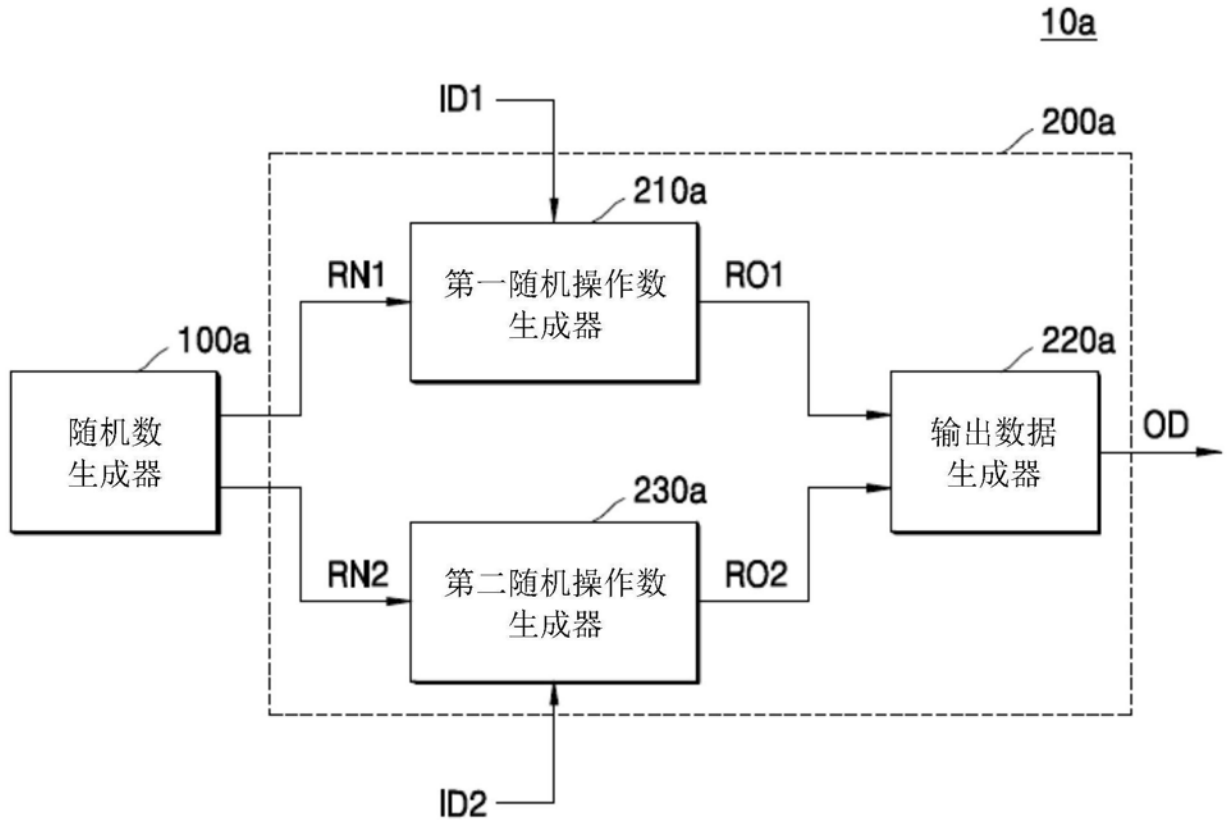 10a
ID1
200a
210a
RN1
第一随机操作数
生成器
RO1
100a
随机数
生成器
220a
输出数据
生成器
OD
230a
RN2
第二随机操作数
生成器
RO2
ID2